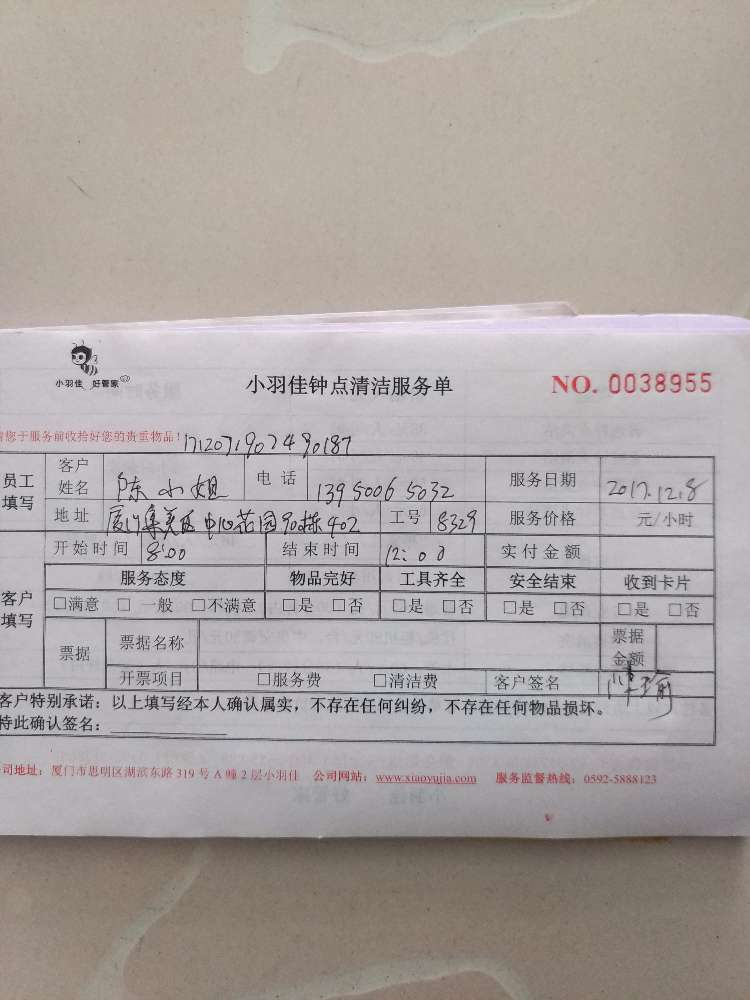 小羽佳 好管家
小羽佳钟点清洁服务单
NO. 0038955
请您于服务前收拾好您的贵重物品！1712071902490187
员工填写 客户姓名 陈小姐 电话 13950065032 服务日期 2017.12.8
地址 厦门集美区中心花园90栋402 工号 8329 服务价格 元/小时
开始时间 8:00 结束时间 12:00 实付金额
客户填写 服务态度 物品完好 工具齐全 安全结束 收到卡片
□满意 □一般 □不满意 □是 □否 □是 □否 □是 □否 □是 □否
票据 票据名称 票据金额
开票项目 □服务费 □清洁费 客户签名
客户特别承诺：以上填写经本人确认属实，不存在任何纠纷，不存在任何物品损坏。
特此确认签名：
司地址：厦门市思明区湖滨东路319号A幢2层小羽佳 公司网站：www.xiaoyujia.com 服务监督热线：0592-5888123